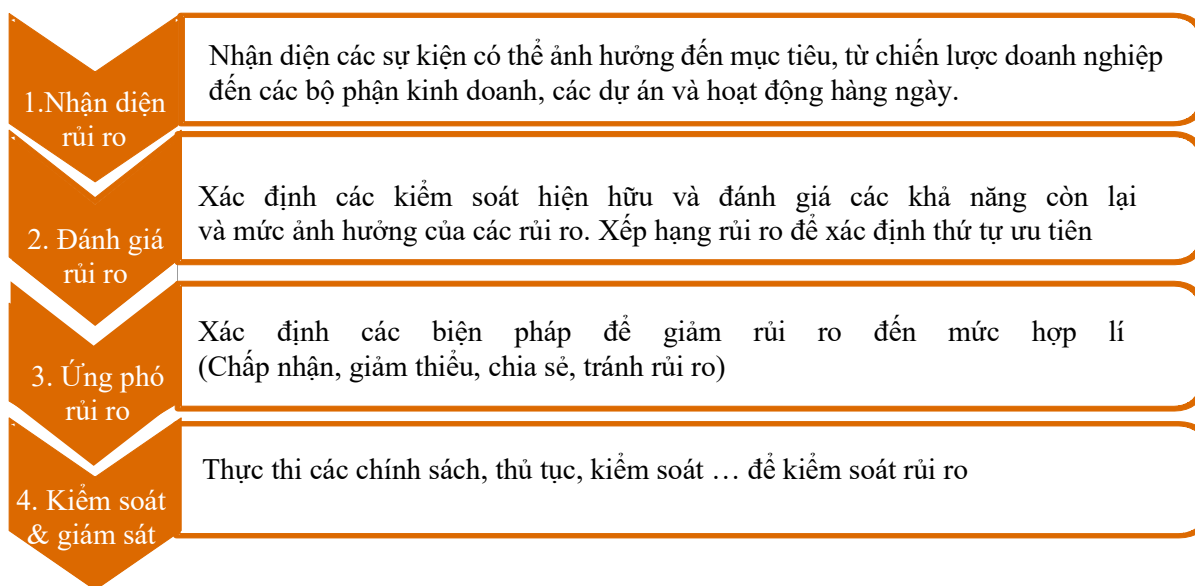 1.Nhận diện
rủi ro
Nhận diện các sự kiện có thể ảnh hưởng đến mục tiêu, từ chiến lược doanh nghiệp
đến các bộ phận kinh doanh, các dự án và hoạt động hàng ngày.
2. Đánh giá
rủi ro
Xác định các kiểm soát hiện hữu và đánh giá các khả năng còn lại
và mức ảnh hưởng của các rủi ro. Xếp hạng rủi ro để xác định thứ tự ưu tiên
3. Ứng phó
rủi ro
Xác định các biện pháp để giảm rủi ro đến mức hợp lí
(Chấp nhận, giảm thiểu, chia sẻ, tránh rủi ro)
4. Kiểm soát
& giám sát
Thực thi các chính sách, thủ tục, kiểm soát … để kiểm soát rủi ro